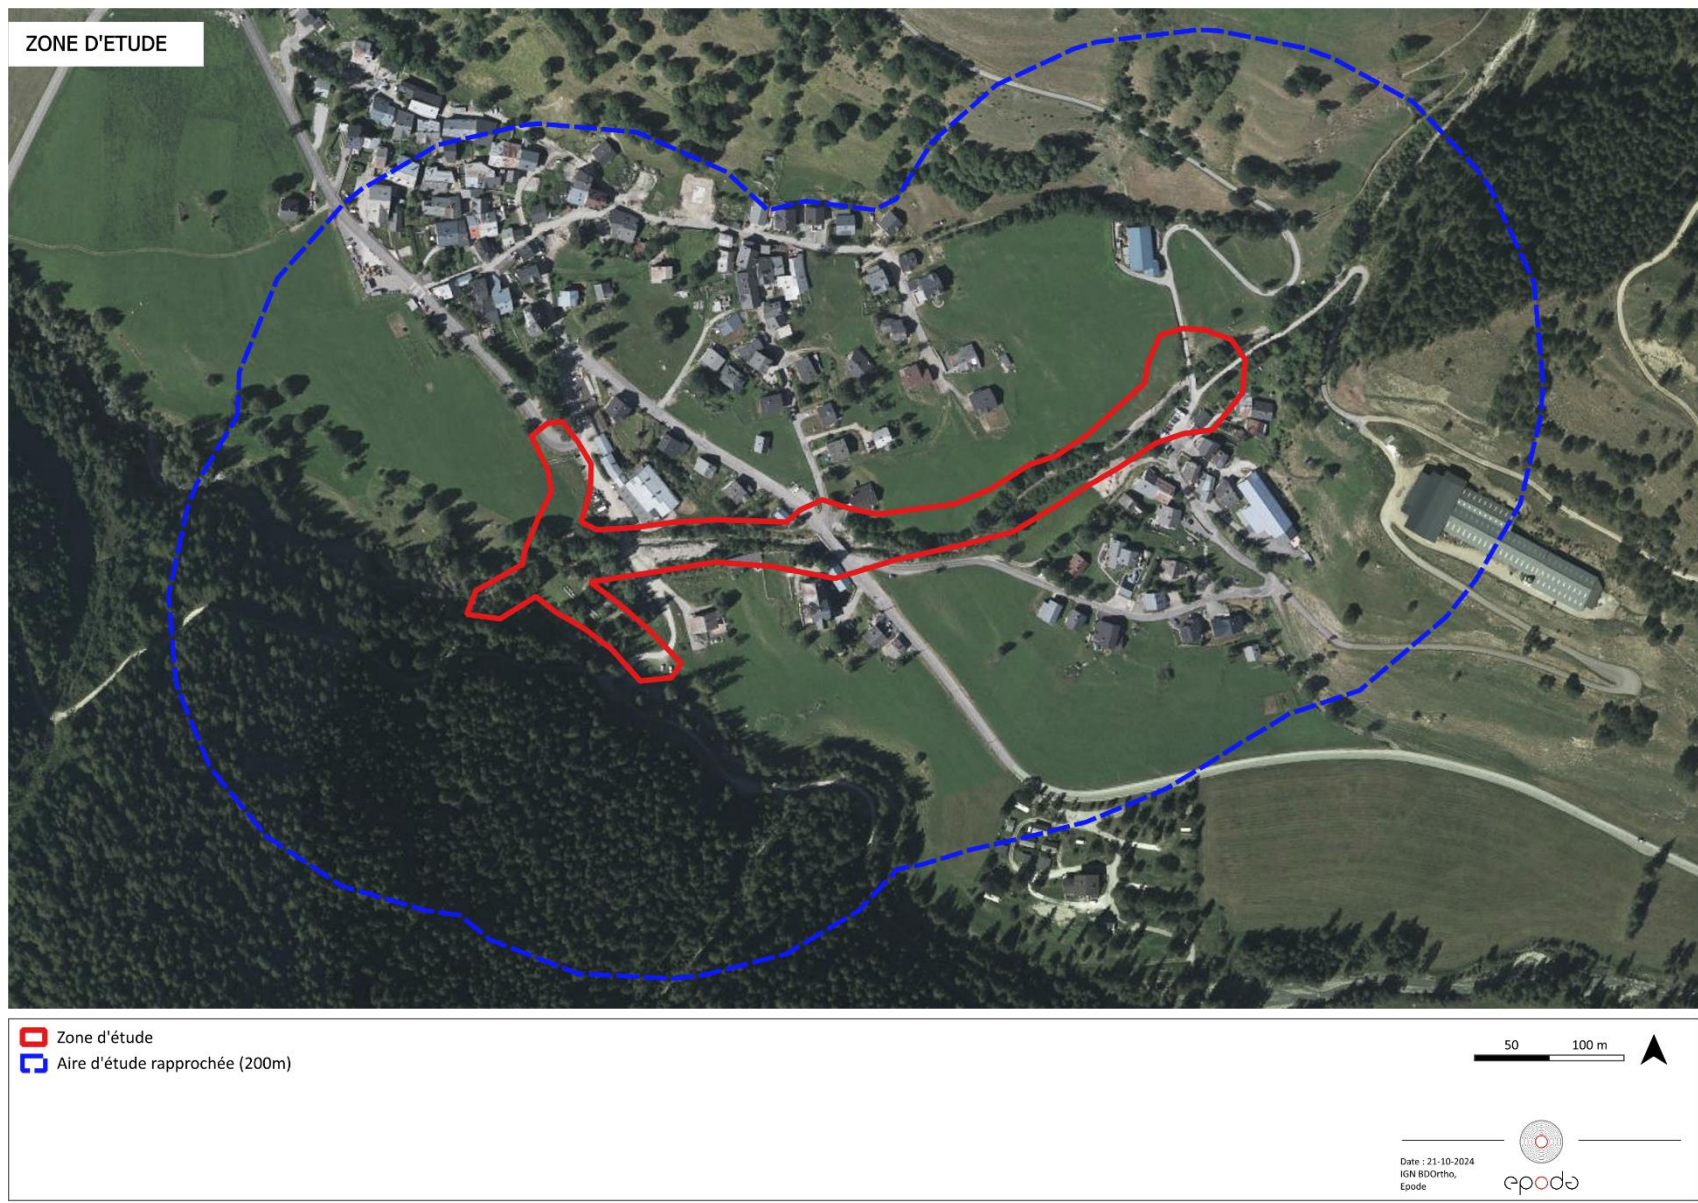 ZONE D'ETUDE
Zone d'étude
Aire d'étude rapprochée (200m)
50 100 m
Date : 21-10-2024
IGN BDOrtho,
Epode
epode